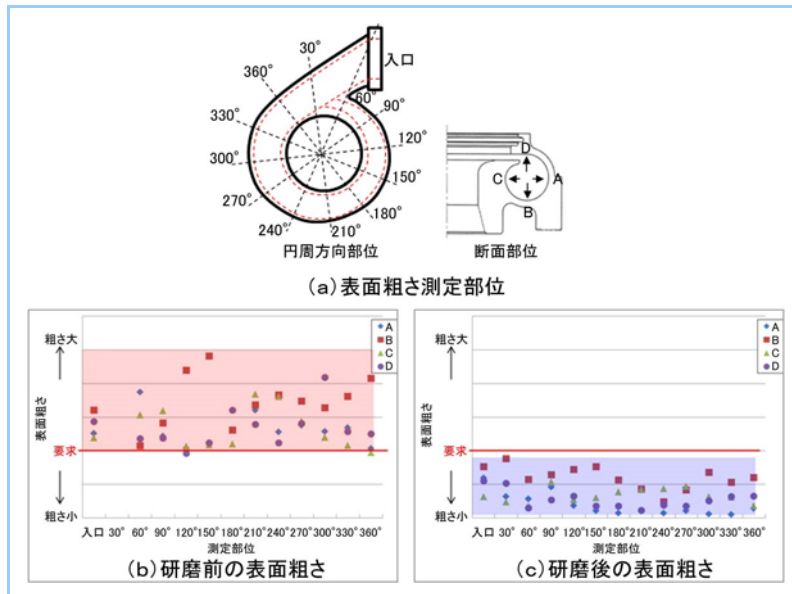 30°
360°
入口
60°
330°
90°
300°
120°
150°
270°
180°
240°
210°
円周方向部位
D
C
A
B
断面部位
(a)表面粗さ測定部位
粗さ大
表面粗さ
要求
粗さ小
A
B
C
D
入口 30° 60° 90° 120°150°180°210°240°270°300°330°360°
測定部位
(b)研磨前の表面粗さ
粗さ大
表面粗さ
要求
粗さ小
A
B
C
D
入口 30° 60° 90° 120°150°180°210°240°270°300°330°360°
測定部位
(c)研磨後の表面粗さ